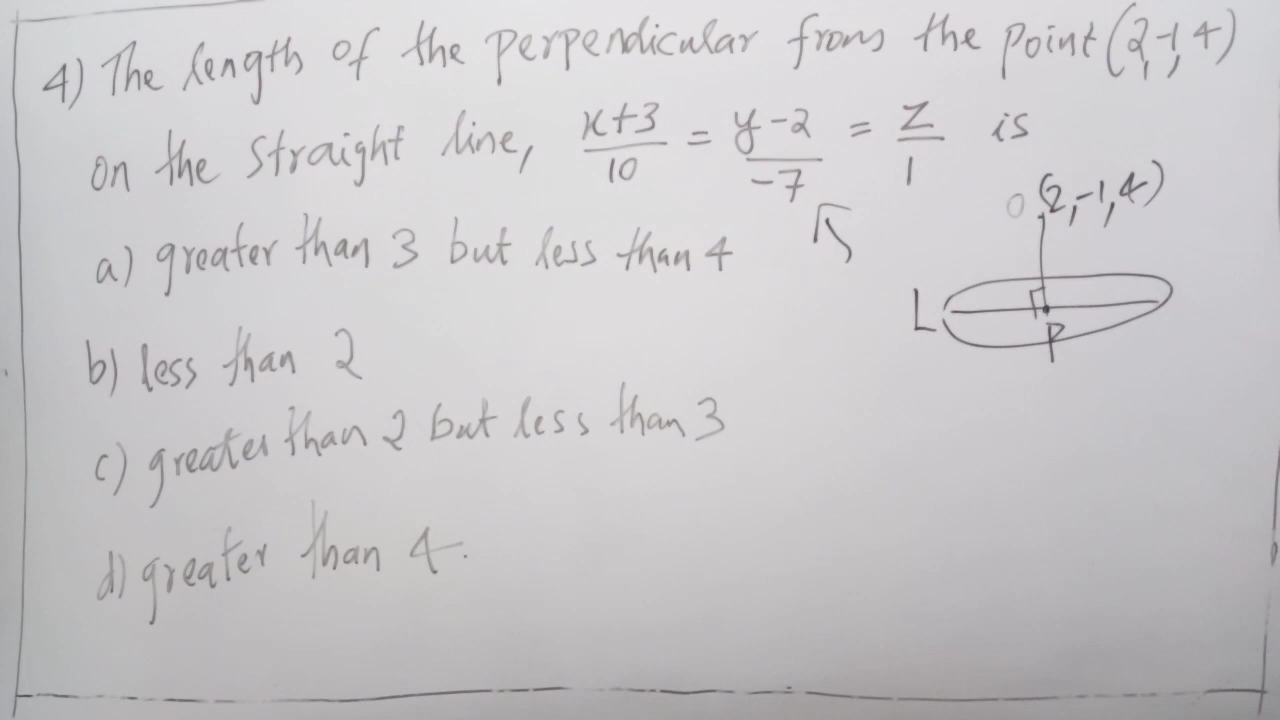 4) The length of the perpendicular from the point (2,-1,4)
on the straight line, x+3/10 = y-2/-7 = z/1 is
a) greater than 3 but less than 4
b) less than 2
c) greater than 2 but less than 3
d) greater than 4.
O (2,-1,4)
L
P